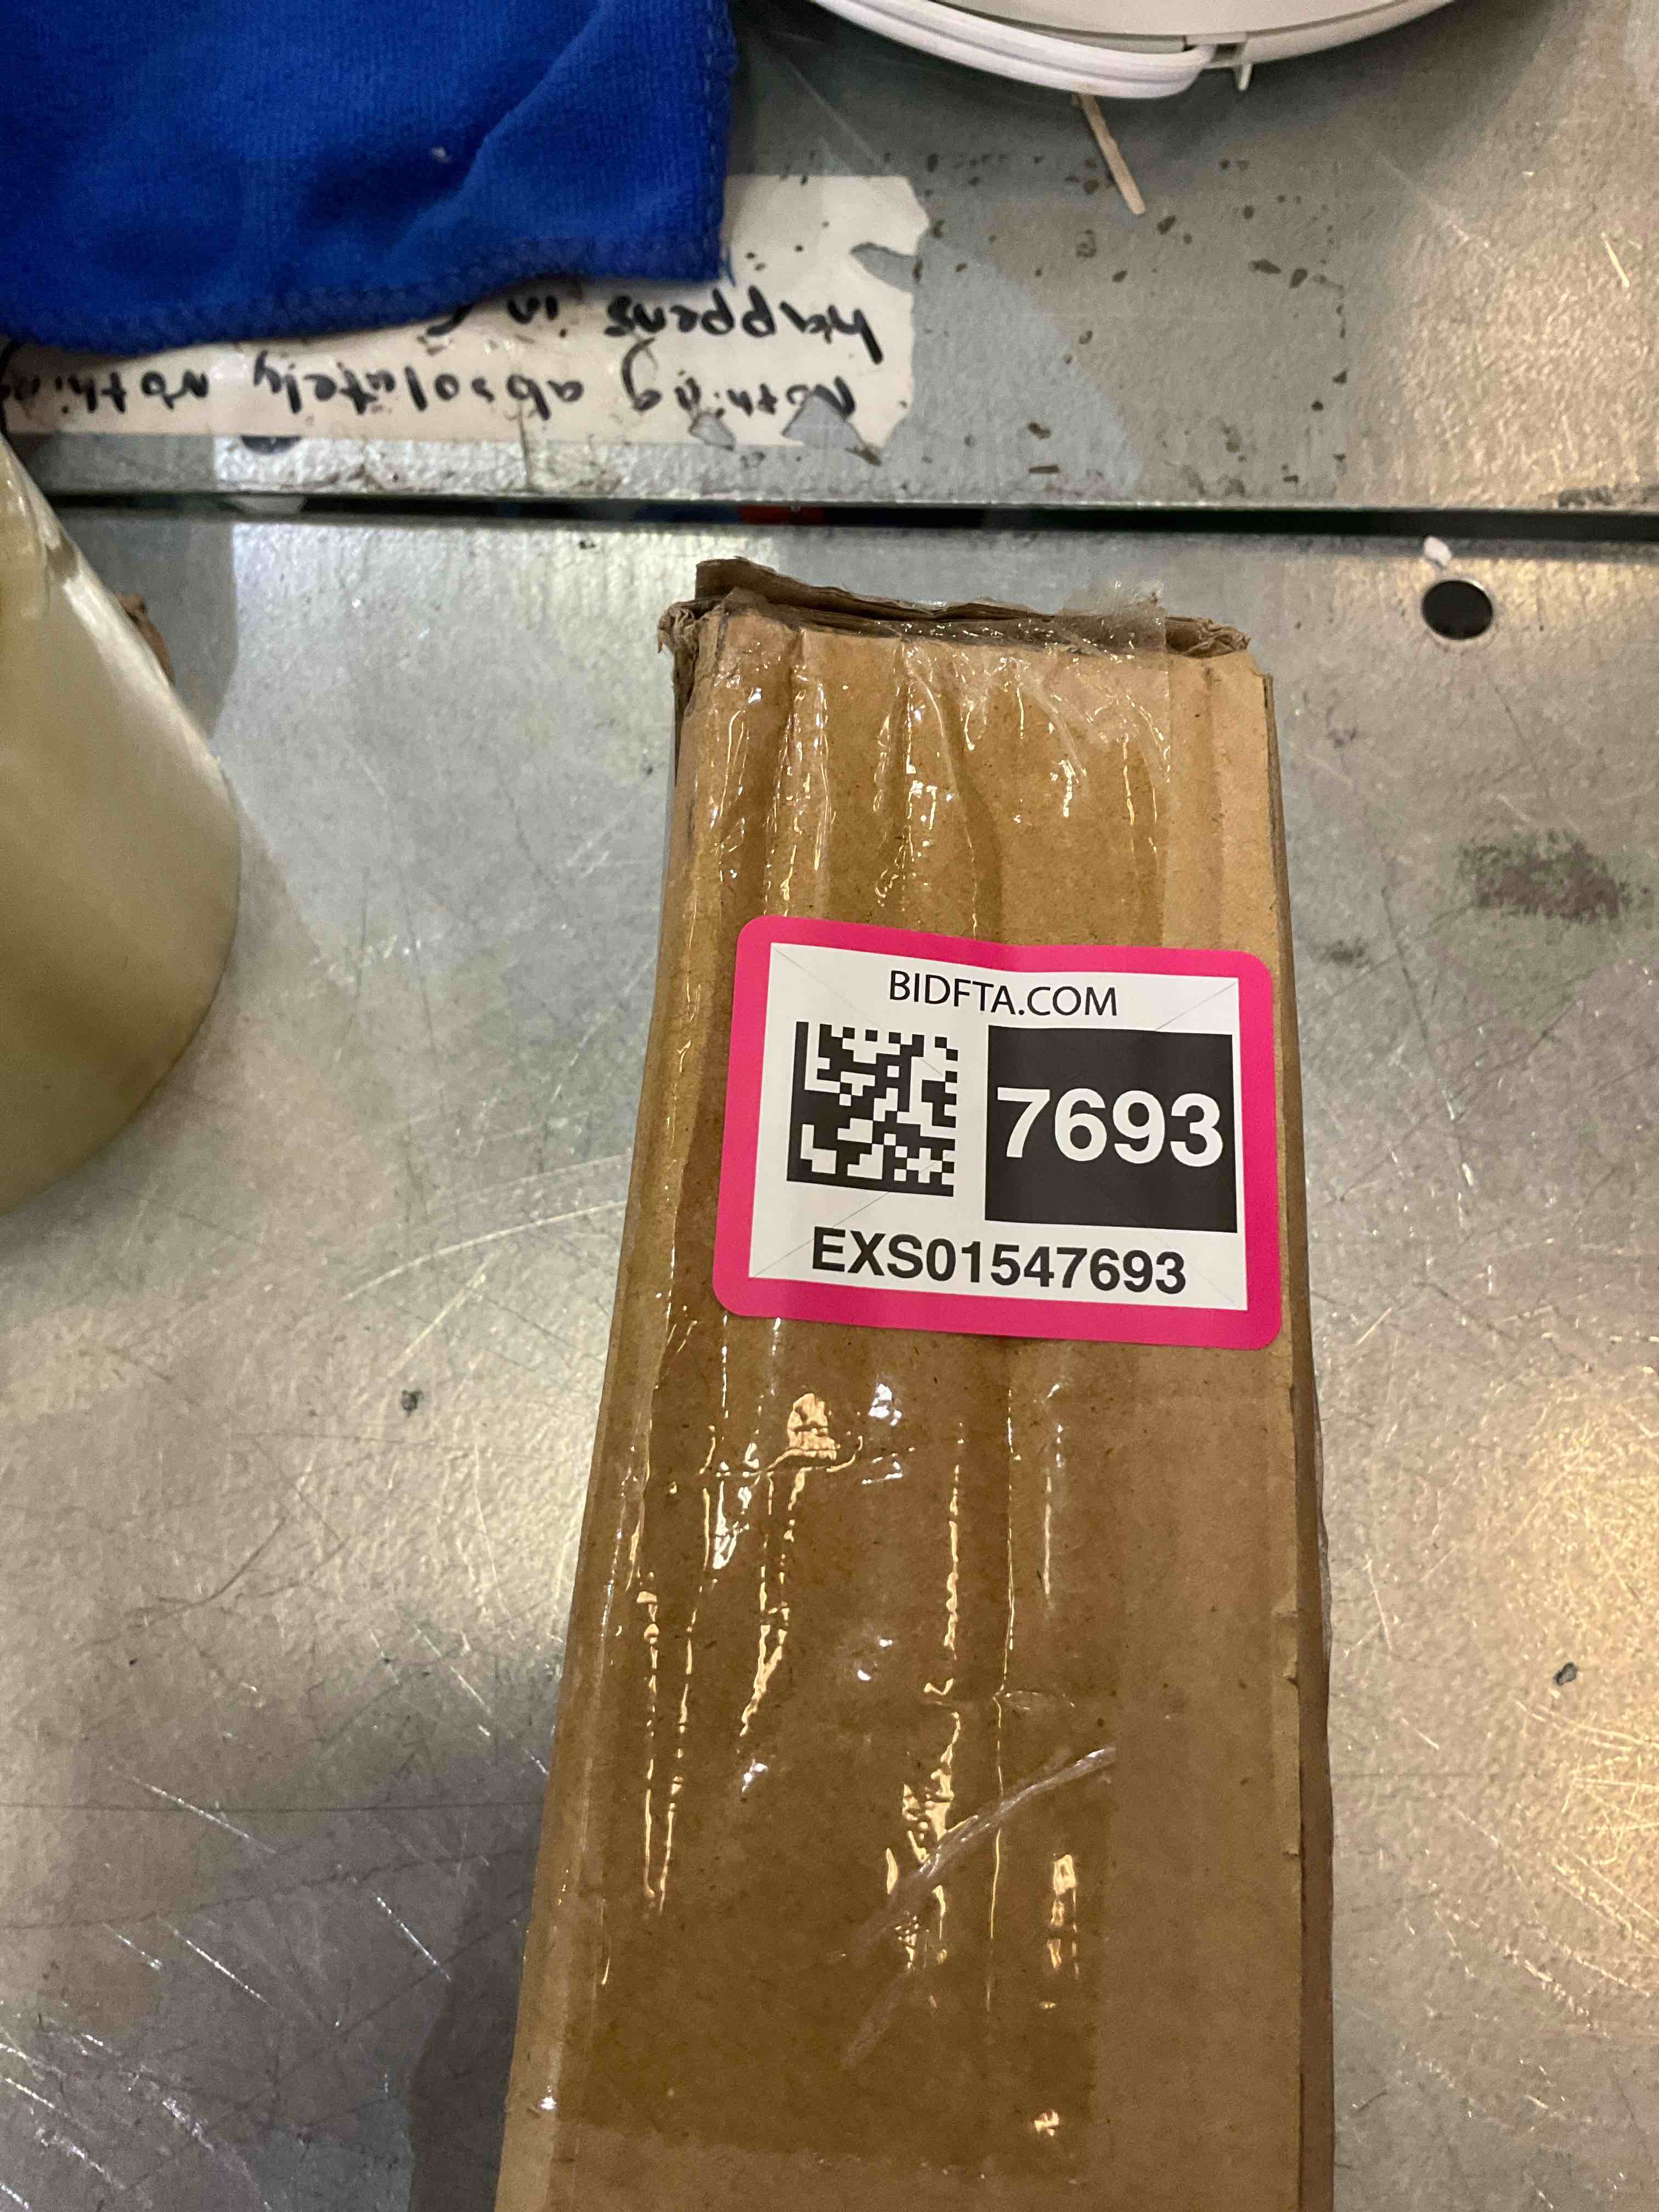 Nothing absolutely nothing
happens in
BIDFTA.COM
7693
EXS01547693